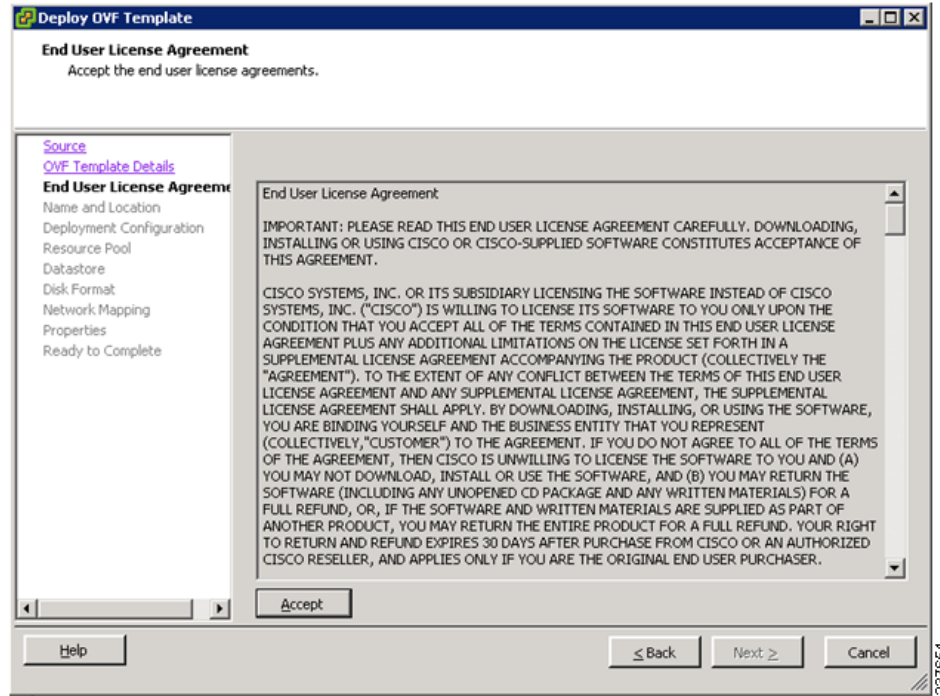 Deploy OVF Template
End User License Agreement
Accept the end user license agreements.
Source
OVF Template Details
End User License Agreeme
Name and Location
Deployment Configuration
Resource Pool
Datastore
Disk Format
Network Mapping
Properties
Ready to Complete
End User License Agreement
IMPORTANT: PLEASE READ THIS END USER LICENSE AGREEMENT CAREFULLY. DOWNLOADING,
INSTALLING OR USING CISCO OR CISCO-SUPPLIED SOFTWARE CONSTITUTES ACCEPTANCE OF
THIS AGREEMENT.
CISCO SYSTEMS, INC. OR ITS SUBSIDIARY LICENSING THE SOFTWARE INSTEAD OF CISCO
SYSTEMS, INC. ("CISCO") IS WILLING TO LICENSE ITS SOFTWARE TO YOU ONLY UPON THE
CONDITION THAT YOU ACCEPT ALL OF THE TERMS CONTAINED IN THIS END USER LICENSE
AGREEMENT PLUS ANY ADDITIONAL LIMITATIONS ON THE LICENSE SET FORTH IN A
SUPPLEMENTAL LICENSE AGREEMENT ACCOMPANYING THE PRODUCT (COLLECTIVELY THE
"AGREEMENT"). TO THE EXTENT OF ANY CONFLICT BETWEEN THE TERMS OF THIS END USER
LICENSE AGREEMENT AND ANY SUPPLEMENTAL LICENSE AGREEMENT, THE SUPPLEMENTAL
LICENSE AGREEMENT SHALL APPLY. BY DOWNLOADING, INSTALLING, OR USING THE SOFTWARE,
YOU ARE BINDING YOURSELF AND THE BUSINESS ENTITY THAT YOU REPRESENT
(COLLECTIVELY,"CUSTOMER") TO THE AGREEMENT. IF YOU DO NOT AGREE TO ALL OF THE TERMS
OF THE AGREEMENT, THEN CISCO IS UNWILLING TO LICENSE THE SOFTWARE TO YOU AND (A)
YOU MAY NOT DOWNLOAD, INSTALL OR USE THE SOFTWARE, AND (B) YOU MAY RETURN THE
SOFTWARE (INCLUDING ANY UNOPENED CD PACKAGE AND ANY WRITTEN MATERIALS) FOR A
FULL REFUND, OR, IF THE SOFTWARE AND WRITTEN MATERIALS ARE SUPPLIED AS PART OF
ANOTHER PRODUCT, YOU MAY RETURN THE ENTIRE PRODUCT FOR A FULL REFUND. YOUR RIGHT
TO RETURN AND REFUND EXPIRES 30 DAYS AFTER PURCHASE FROM CISCO OR AN AUTHORIZED
CISCO RESELLER, AND APPLIES ONLY IF YOU ARE THE ORIGINAL END USER PURCHASER.
Accept
Help
≤ Back
Next ≥
Cancel